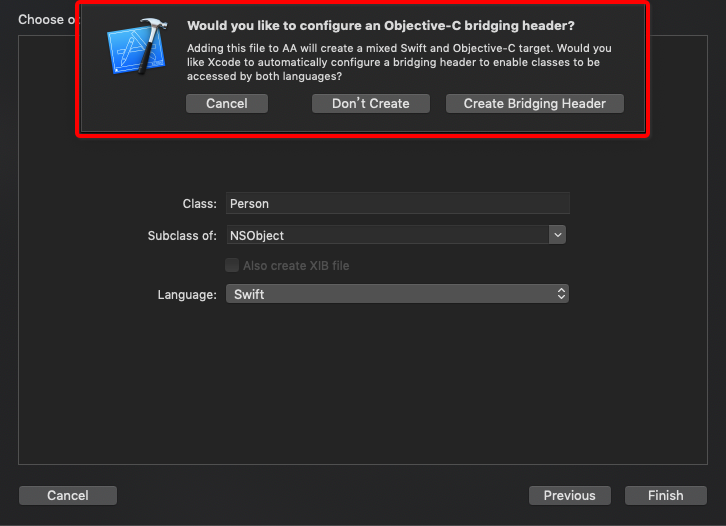 Choose o
Would you like to configure an Objective-C bridging header?
Adding this file to AA will create a mixed Swift and Objective-C target. Would you
like Xcode to automatically configure a bridging header to enable classes to be
accessed by both languages?
Cancel Don't Create Create Bridging Header
Class: Person
Subclass of: NSObject
Also create XIB file
Language: Swift
Cancel Previous Finish